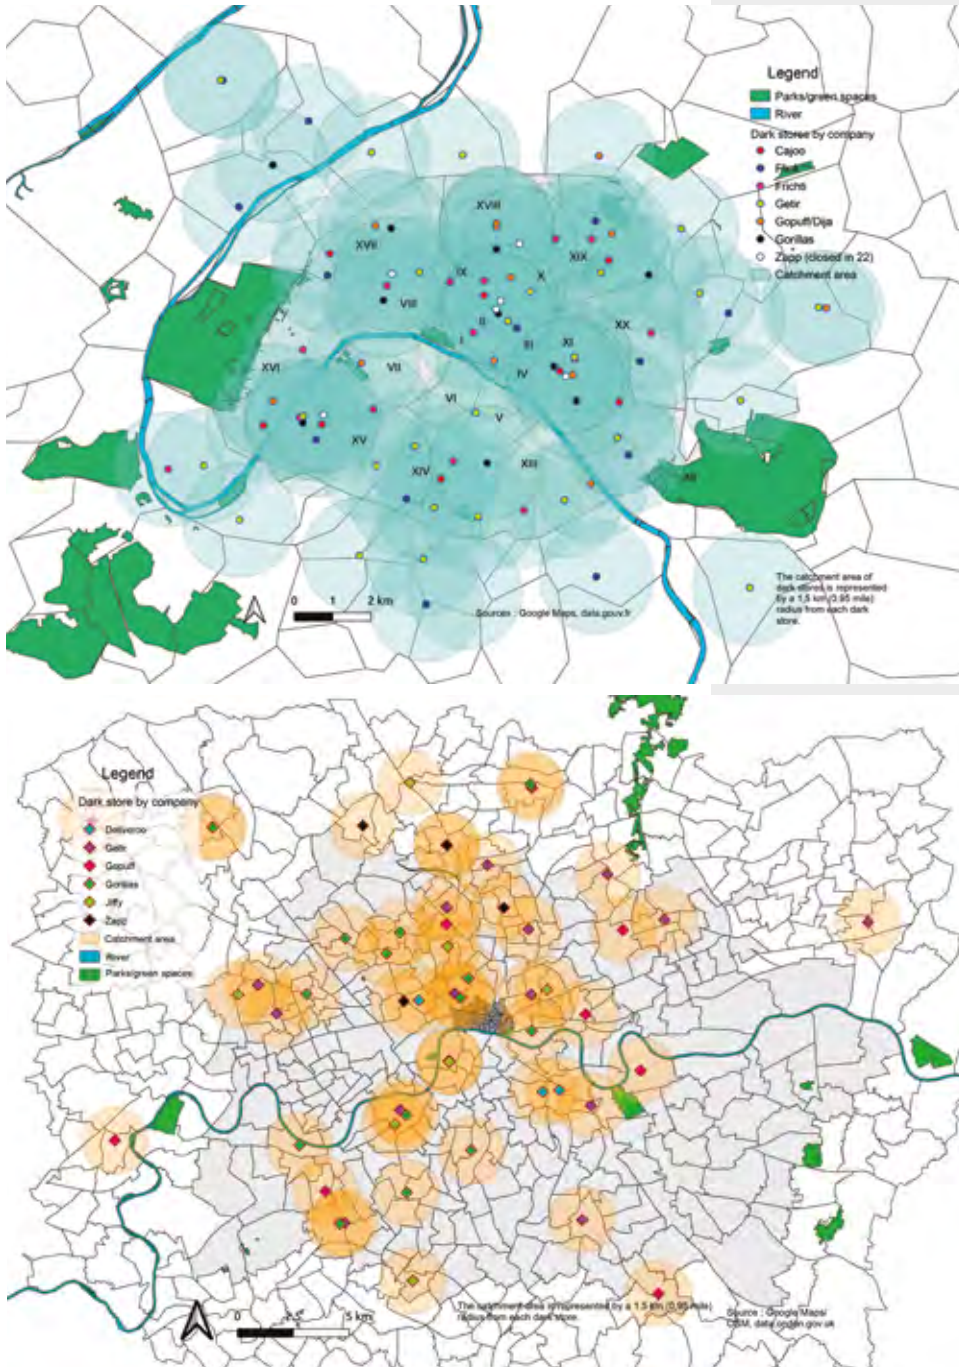 Legend
Parks/green spaces
River
Dark stores by company
Cajoo
Flink
Frichti
Getir
Gopuff/Dija
Gorillas
Zapp (closed in 22)
Catchment area
XVIII
XVII
XIX
IX
X
VIII
II
XX
I
III
XI
XVI
VII
IV
VI
V
XV
XIV
XIII
XII
The catchment area of
dark stores is represented
by a 1,5 km (0.95 mile)
radius from each dark
store.
0 1 2 km
Sources : Google Maps, data.gouv.fr
Legend
Dark store by company
Deliveroo
Getir
Gopuff
Gorillas
Jiffy
Zapp
Catchment area
River
Parks/green spaces
0 2.5 5 km
The catchment area is represented by a 1,5 km (0.95 mile)
radius from each dark store.
Source : Google Maps/
data.london.gov.uk